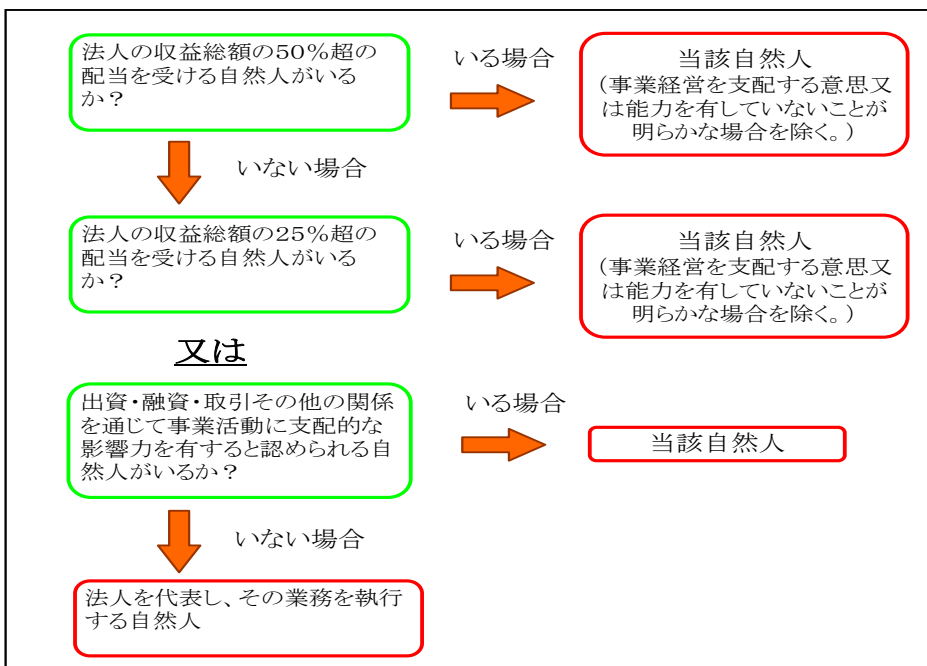 法人の収益総額の50％超の
配当を受ける自然人がいる
か？
いる場合
当該自然人
（事業経営を支配する意思又
は能力を有していないことが
明らかな場合を除く。）
いない場合
法人の収益総額の25％超の
配当を受ける自然人がいる
か？
いる場合
当該自然人
（事業経営を支配する意思又
は能力を有していないことが
明らかな場合を除く。）
又は
出資・融資・取引その他の関係
を通じて事業活動に支配的な
影響力を有すると認められる自
然人がいるか？
いる場合
当該自然人
いない場合
法人を代表し、その業務を執行
する自然人